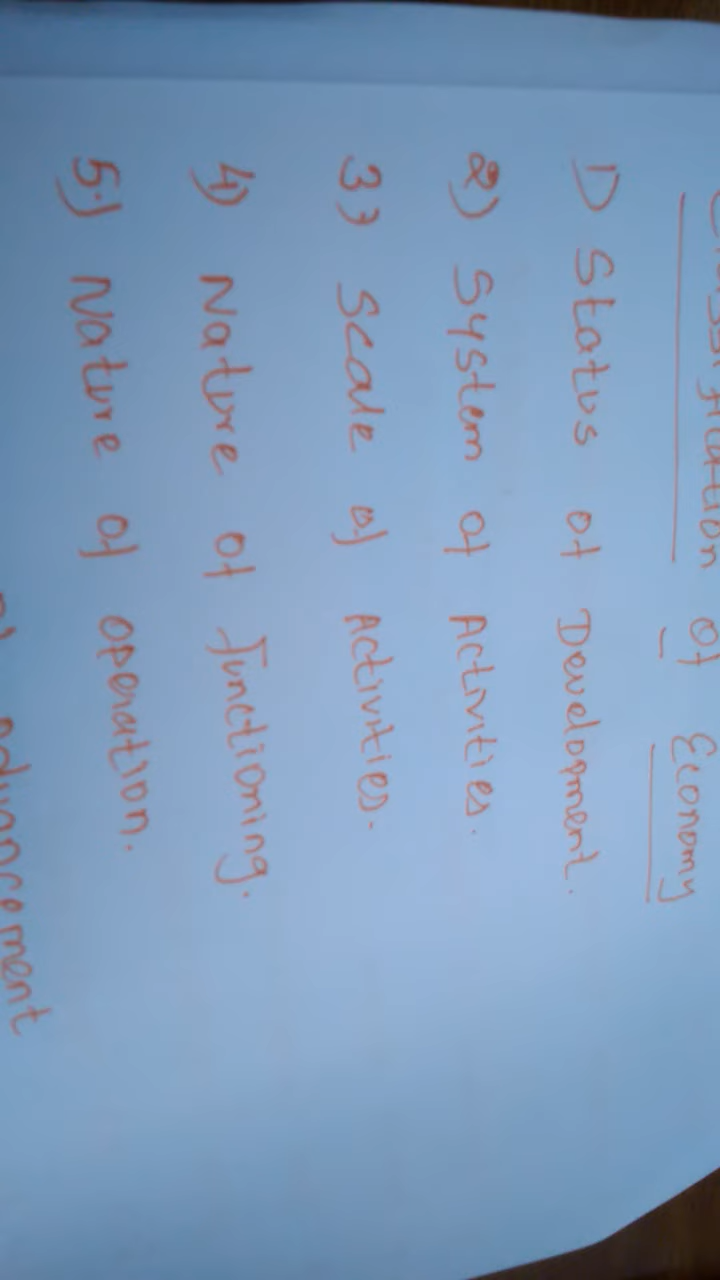 Classification of Economy
1) Status of Development.
2) System of Activities.
3) Scale of Activities.
4) Nature of functioning.
5.) Nature of operation.
advancement